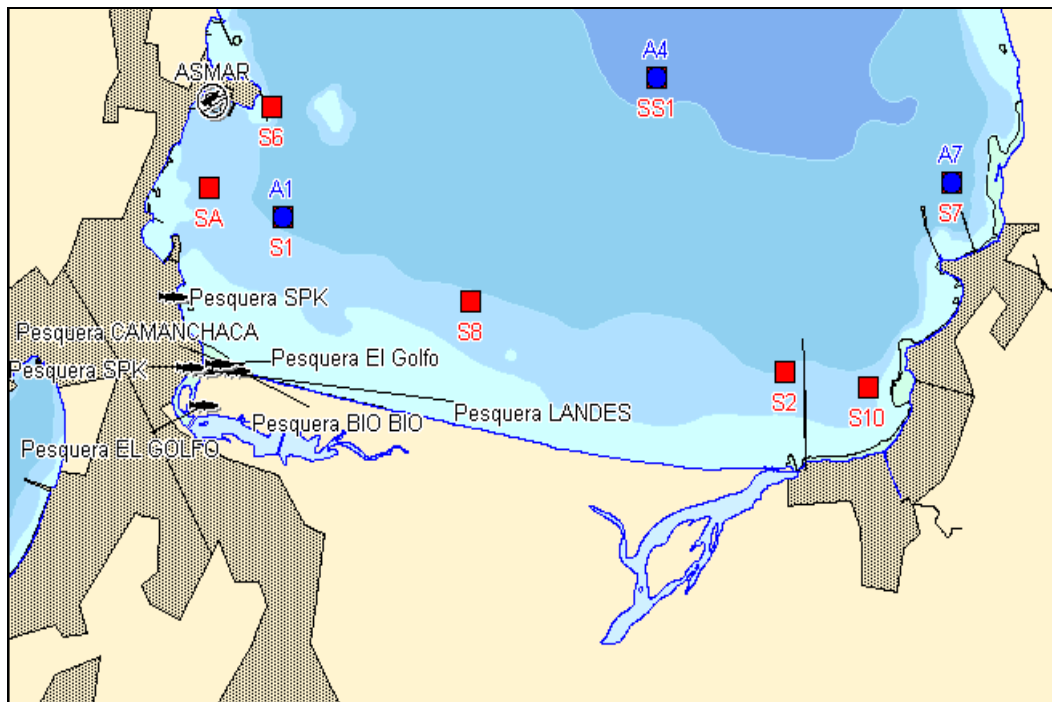 A4
ASMAR
SS1
S6
A7
A1
SA
S7
S1
Pesquera SPK
S8
Pesquera CAMANCHACA
Pesquera El Golfo
Pesquera SPK
S2
S10
Pesquera LANDES
Pesquera BIO BIO
Pesquera EL GOLFO